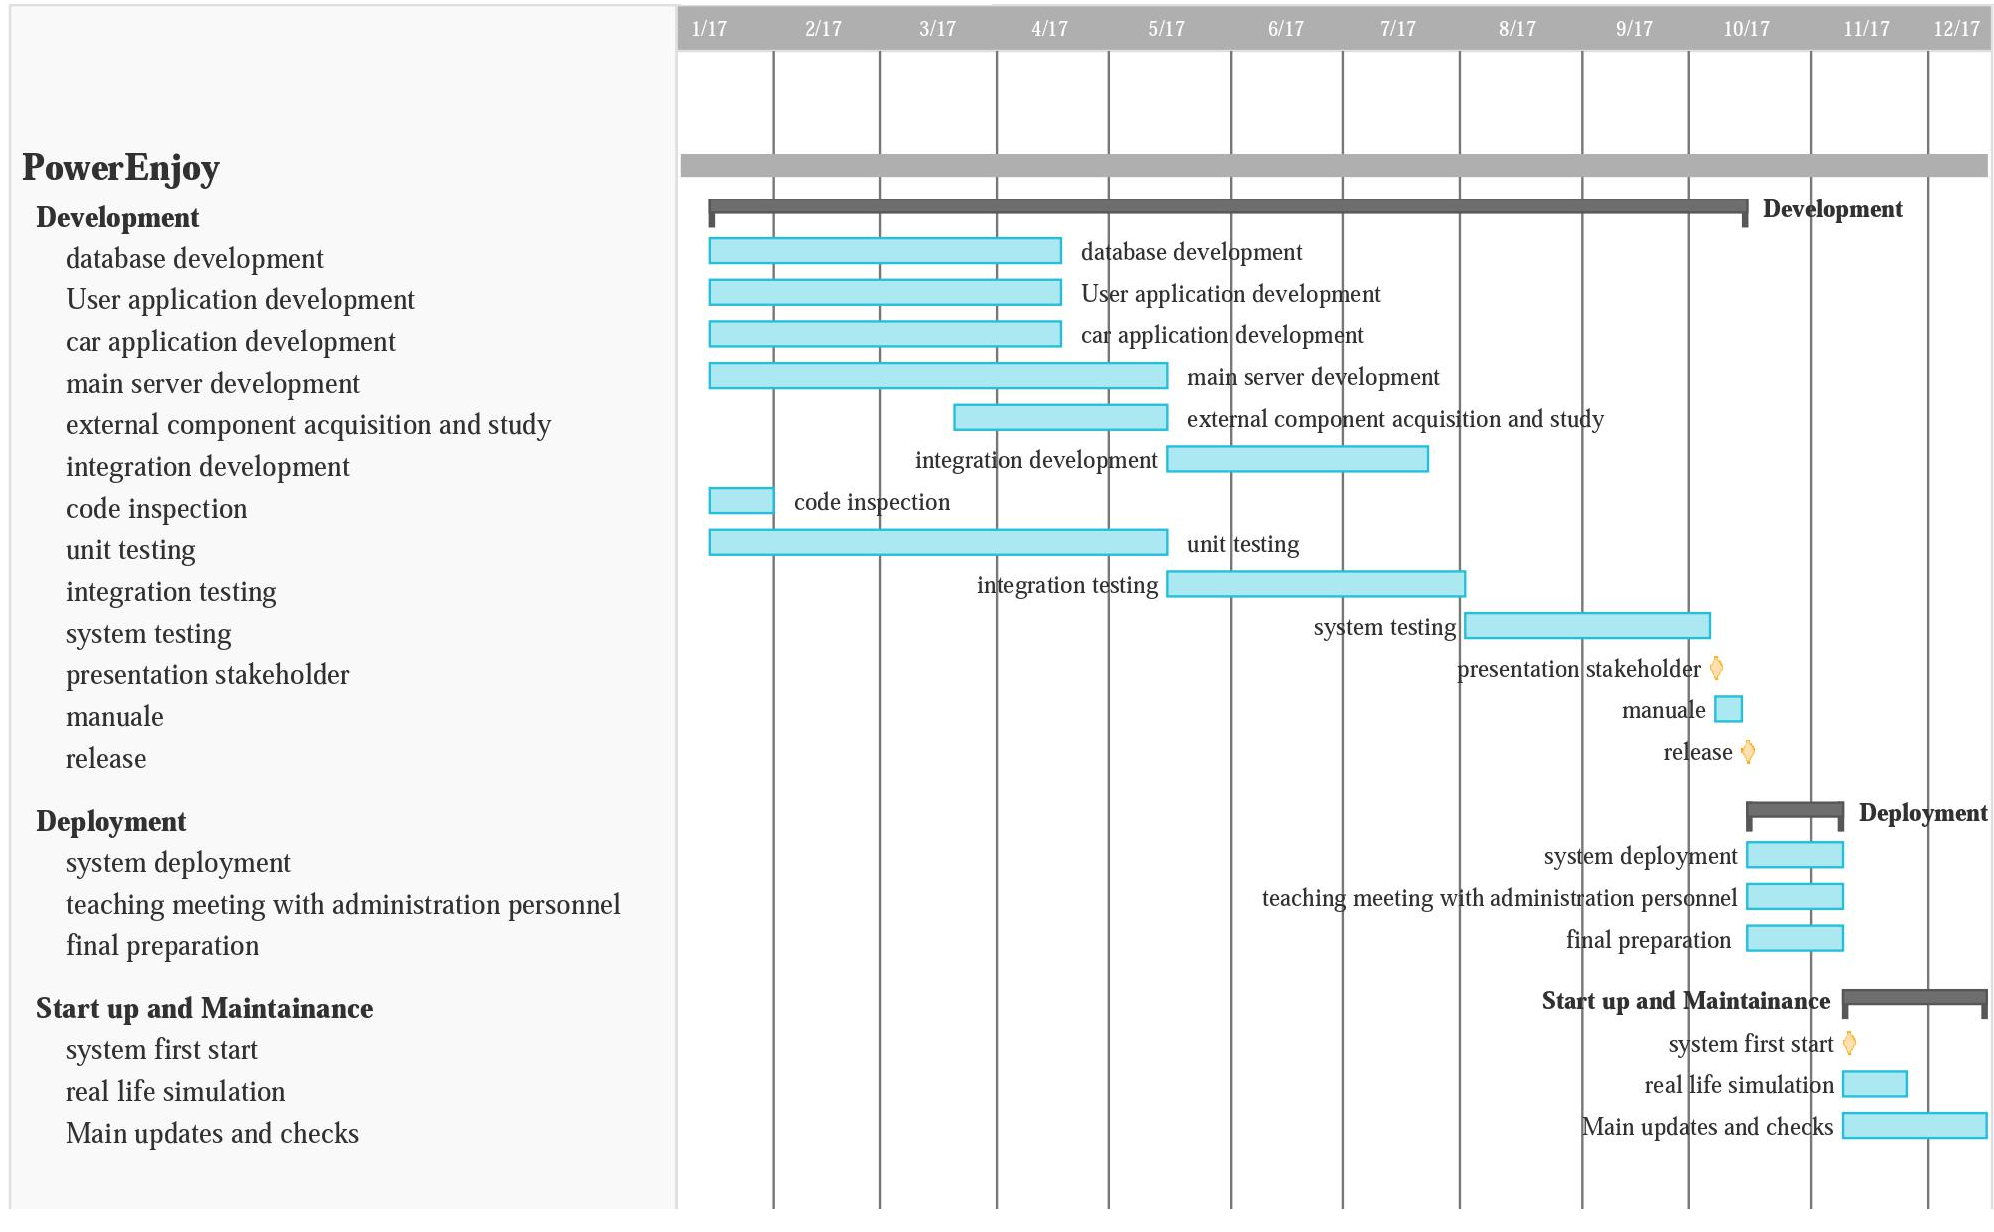 1/17 2/17 3/17 4/17 5/17 6/17 7/17 8/17 9/17 10/17 11/17 12/17
PowerEnjoy
Development Development
database development database development
User application development User application development
car application development car application development
main server development main server development
external component acquisition and study external component acquisition and study
integration development integration development
code inspection code inspection
unit testing unit testing
integration testing integration testing
system testing system testing
presentation stakeholder presentation stakeholder
manuale manuale
release release
Deployment Deployment
system deployment system deployment
teaching meeting with administration personnel teaching meeting with administration personnel
final preparation final preparation
Start up and Maintainance Start up and Maintainance
system first start system first start
real life simulation real life simulation
Main updates and checks Main updates and checks